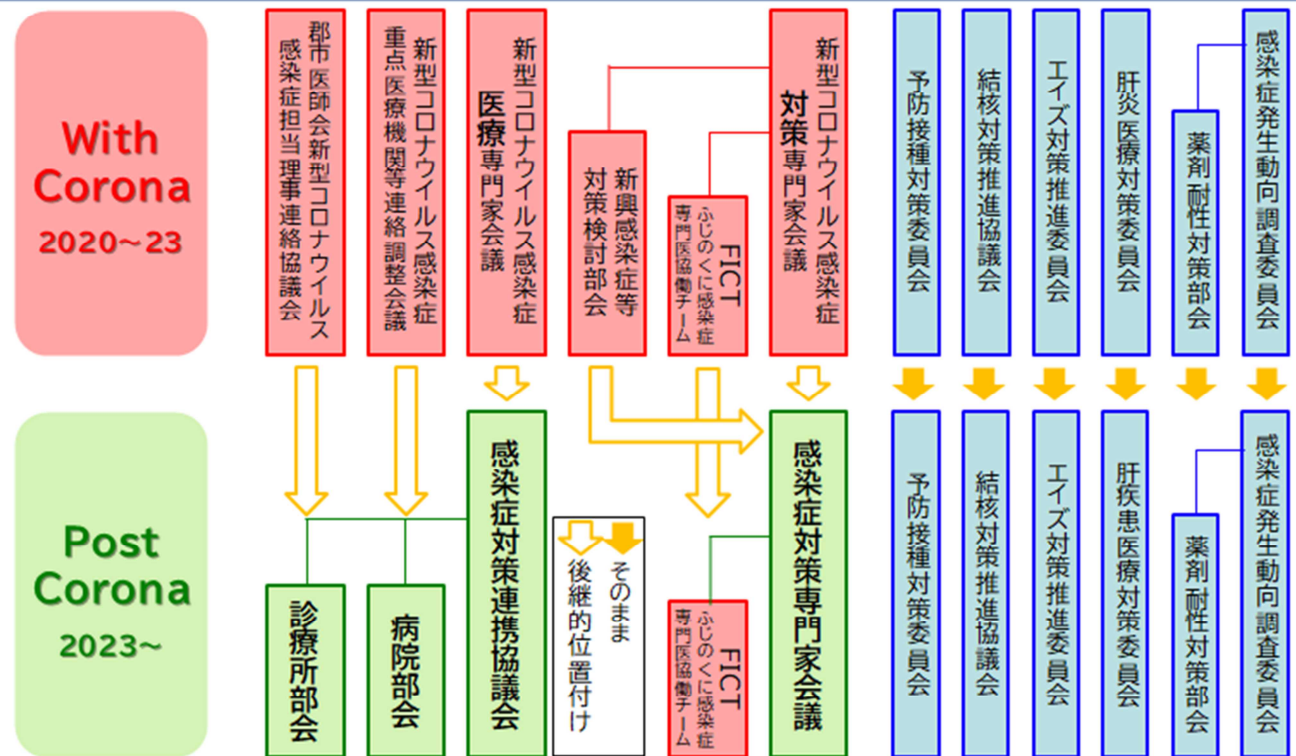 With
Corona
2020~23
郡市医師会新型コロナウイルス
感染症担当理事連絡協議会
新型コロナウイルス感染症
重点医療機関等連絡調整会議
新型コロナウイルス感染症
医療専門家会議
新興感染症等
対策検討部会
FICT
ふじのくに感染症
専門医協働チーム
新型コロナウイルス感染症
対策専門家会議
予防接種対策委員会
結核対策推進協議会
エイズ対策推進委員会
肝炎医療対策委員会
薬剤耐性対策部会
感染症発生動向調査委員会
Post
Corona
2023~
診療所部会
病院部会
感染症対策連携協議会
そのまま
後継的位置付け
FICT
ふじのくに感染症
専門医協働チーム
感染症対策専門家会議
予防接種対策委員会
結核対策推進協議会
エイズ対策推進委員会
肝疾患医療対策委員会
薬剤耐性対策部会
感染症発生動向調査委員会